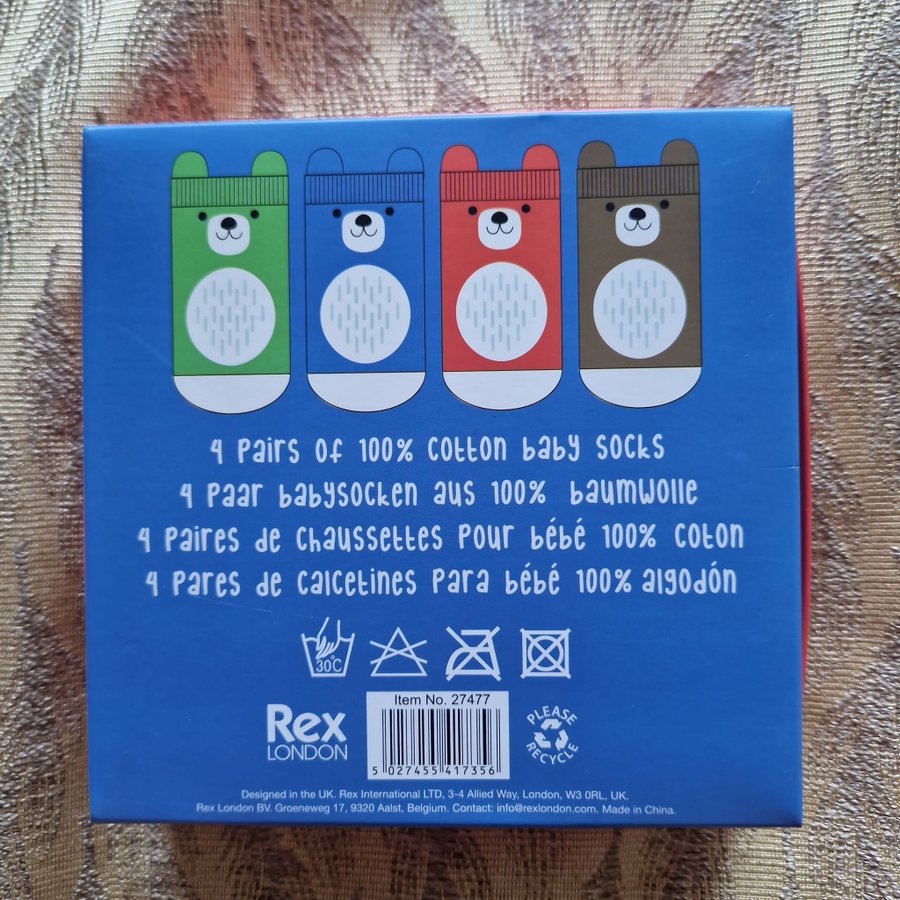 4 Pairs of 100% cotton baby socks
4 Paar babysocken aus 100% baumwolle
4 Paires de chaussettes pour bébé 100% coton
4 Pares de calcetines para bébé 100% algodón
30°C
Item No. 27477
Rex
LONDON
5 027455 417356
PLEASE
RECYCLE
Designed in the UK. Rex International LTD, 3-4 Allied Way, London, W3 0RL, UK.
Rex London BV. Groeneweg 17, 9320 Aalst, Belgium. Contact: info@rexlondon.com. Made in China.